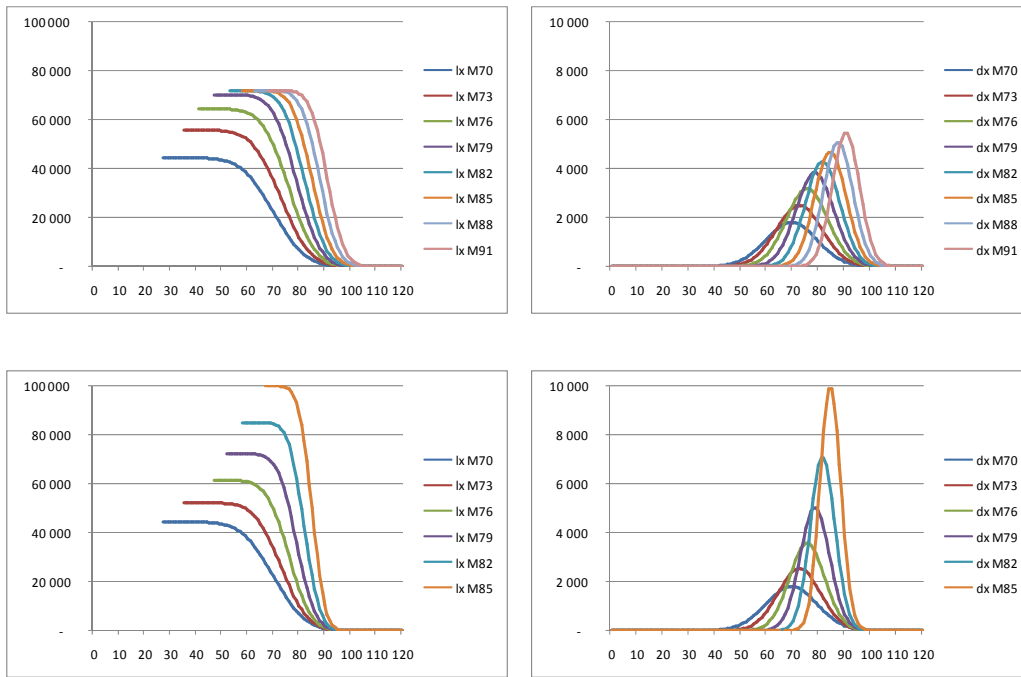 100 000
80 000
60 000
40 000
20 000
-
0 10 20 30 40 50 60 70 80 90 100 110 120
lx M70
lx M73
lx M76
lx M79
lx M82
lx M85
lx M88
lx M91
10 000
8 000
6 000
4 000
2 000
-
0 10 20 30 40 50 60 70 80 90 100 110 120
dx M70
dx M73
dx M76
dx M79
dx M82
dx M85
dx M88
dx M91
100 000
80 000
60 000
40 000
20 000
-
0 10 20 30 40 50 60 70 80 90 100 110 120
lx M70
lx M73
lx M76
lx M79
lx M82
lx M85
10 000
8 000
6 000
4 000
2 000
-
0 10 20 30 40 50 60 70 80 90 100 110 120
dx M70
dx M73
dx M76
dx M79
dx M82
dx M85